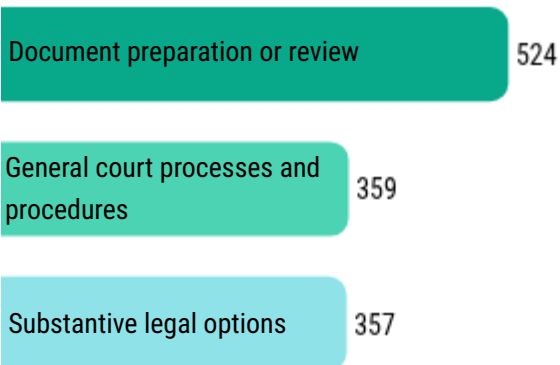 Document preparation or review 524
General court processes and
procedures
359
Substantive legal options 357